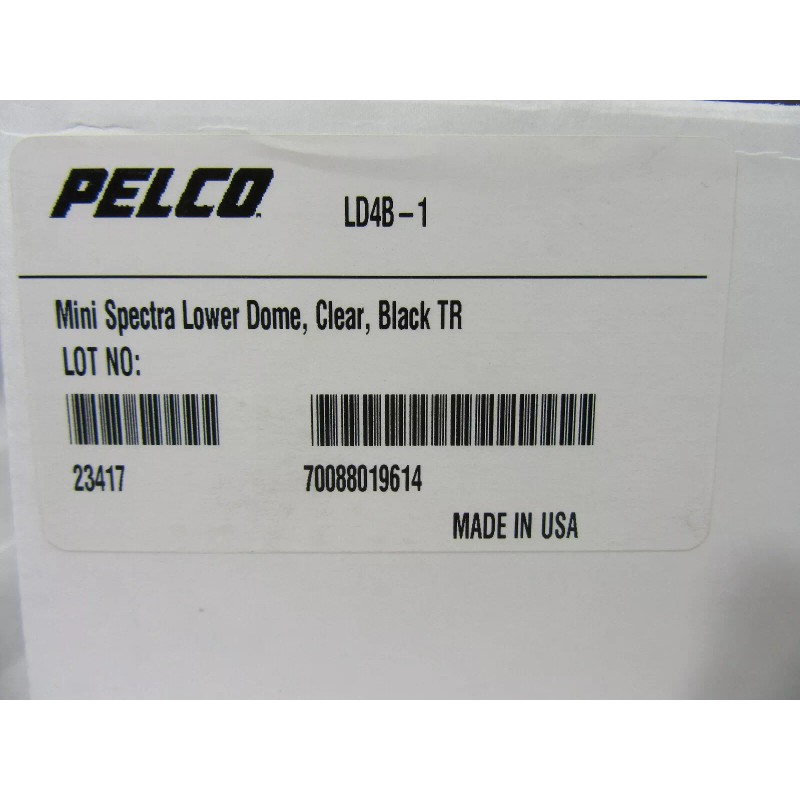 PELCO
LD4B-1
Mini Spectra Lower Dome, Clear, Black TR
LOT NO:
23417
70088019614
MADE IN USA